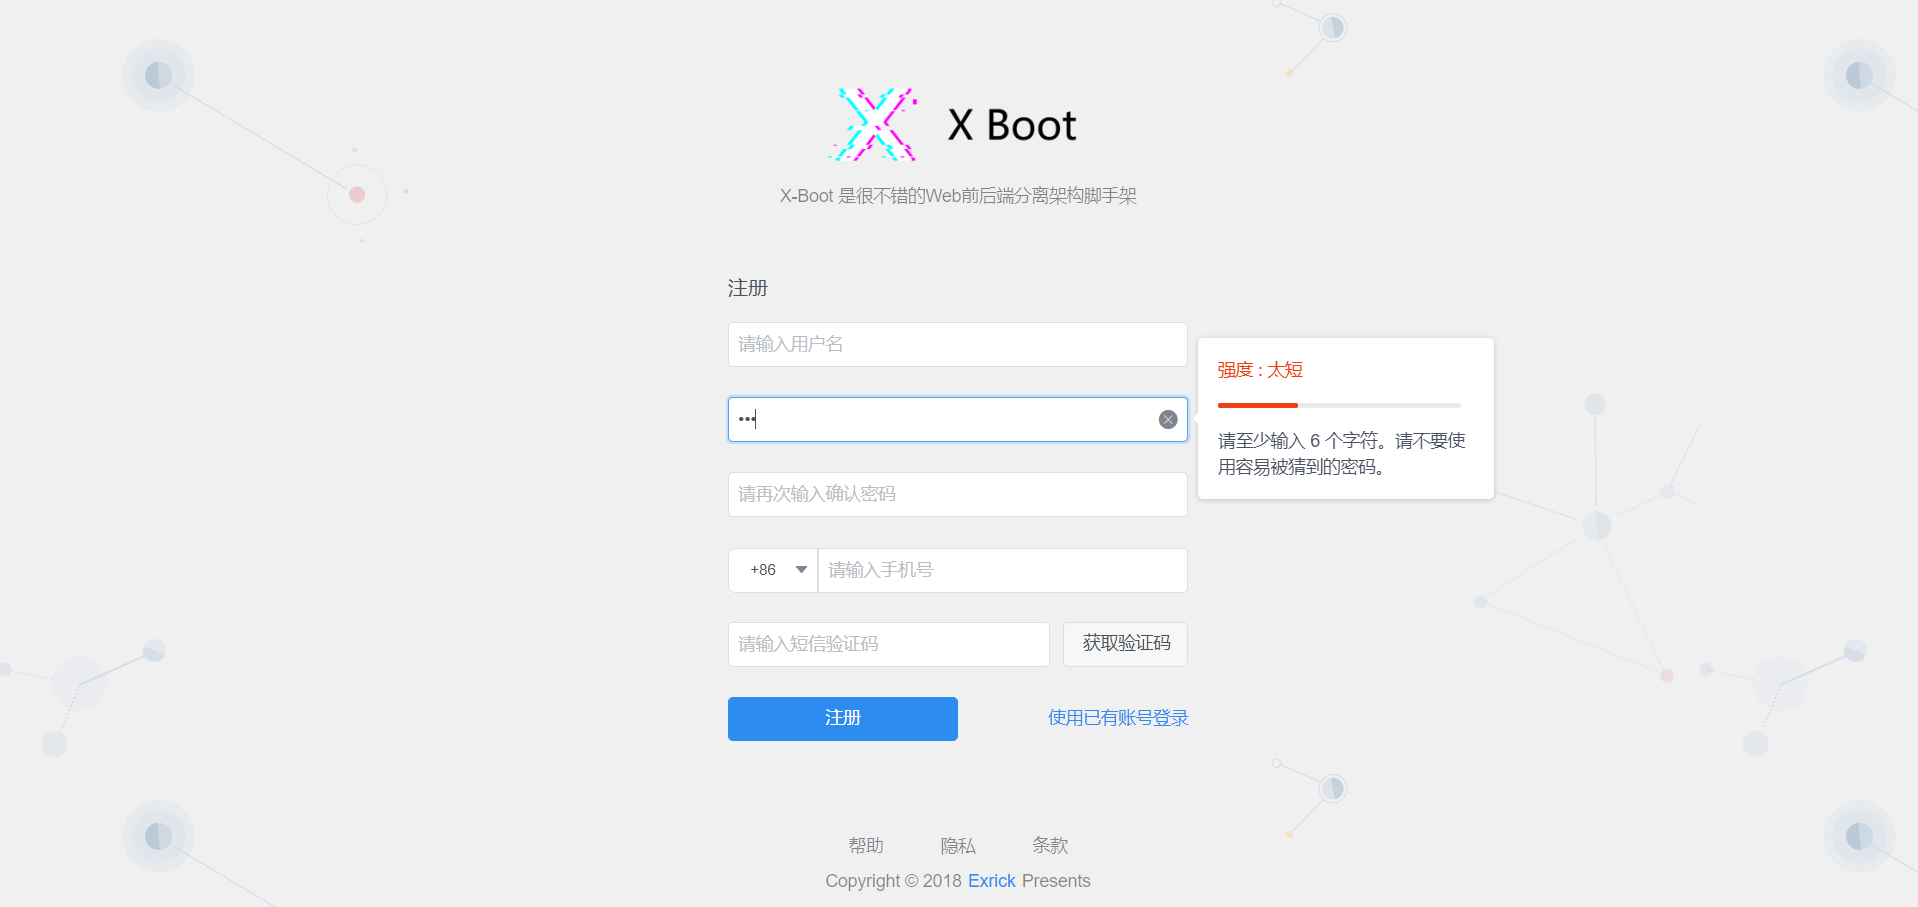 X Boot
X-Boot 是很不错的Web前后端分离架构脚手架
注册
请输入用户名
强度 : 太短
•••
请至少输入 6 个字符。请不要使
用容易被猜到的密码。
请再次输入确认密码
+86
请输入手机号
请输入短信验证码
获取验证码
注册
使用已有账号登录
帮助
隐私
条款
Copyright © 2018 Exrick Presents